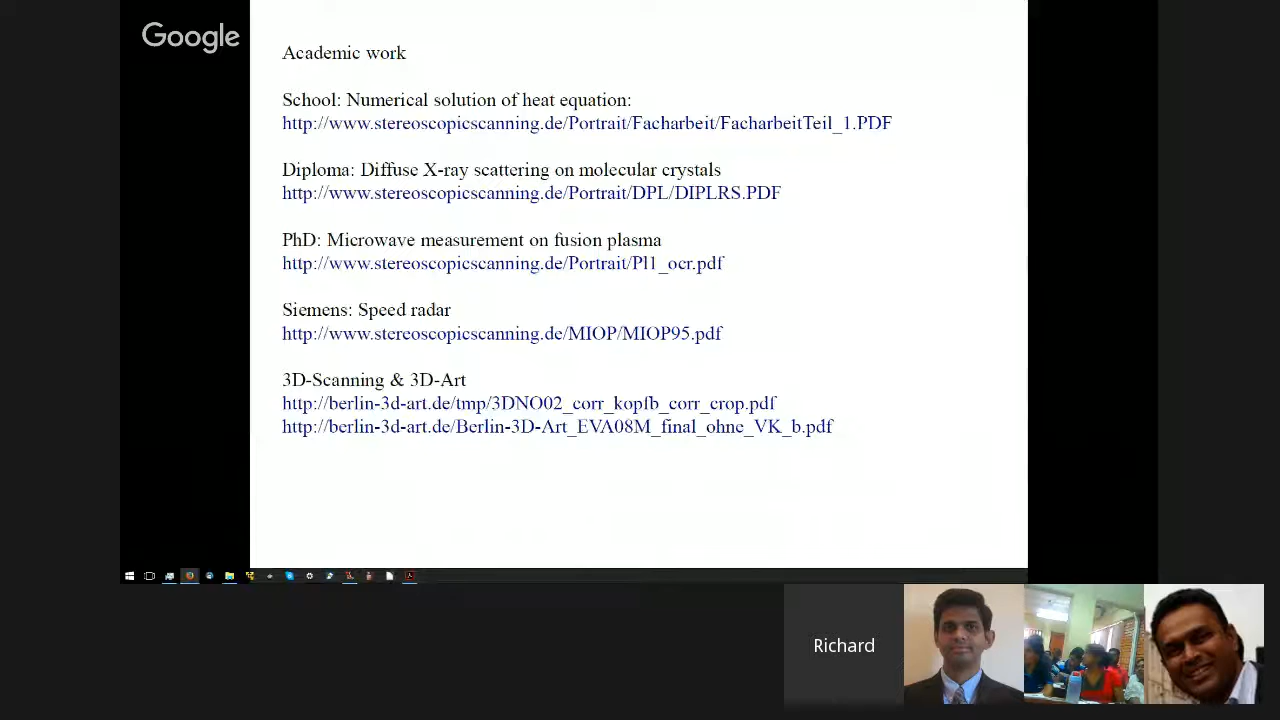 Google
Academic work
School: Numerical solution of heat equation:
http://www.stereoscopicscanning.de/Portrait/Facharbeit/FacharbeitTeil_1.PDF
Diploma: Diffuse X-ray scattering on molecular crystals
http://www.stereoscopicscanning.de/Portrait/DPL/DIPLRS.PDF
PhD: Microwave measurement on fusion plasma
http://www.stereoscopicscanning.de/Portrait/Pl1_ocr.pdf
Siemens: Speed radar
http://www.stereoscopicscanning.de/MIOP/MIOP95.pdf
3D-Scanning & 3D-Art
http://berlin-3d-art.de/tmp/3DNO02_corr_kopfb_corr_crop.pdf
http://berlin-3d-art.de/Berlin-3D-Art_EVA08M_final_ohne_VK_b.pdf
Richard